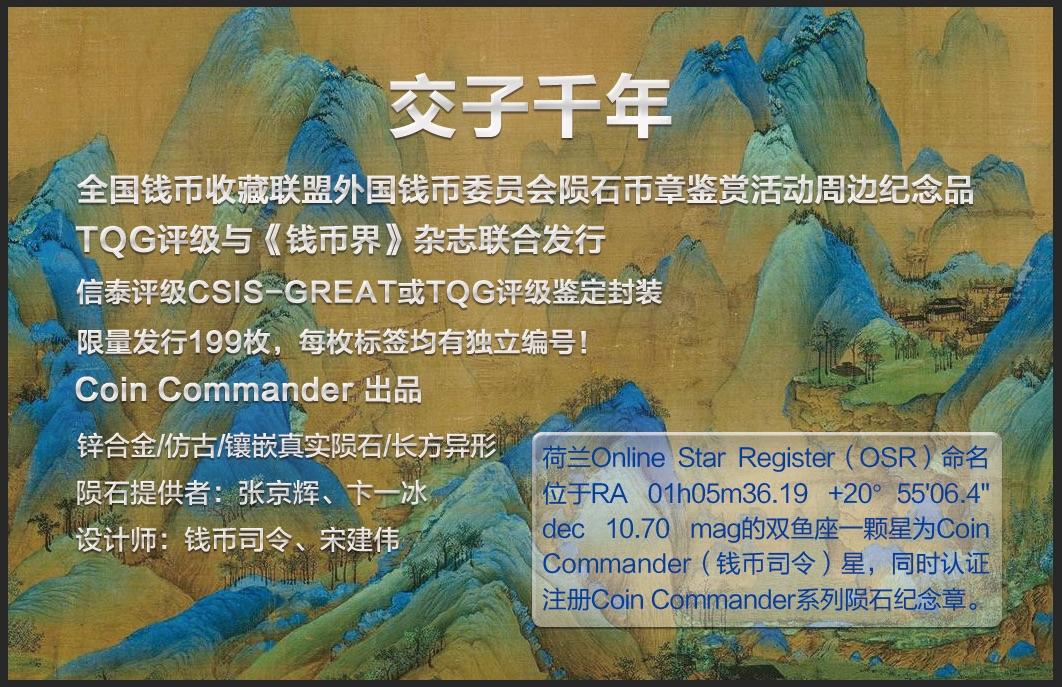 交子千年
全国钱币收藏联盟外国钱币委员会陨石币章鉴赏活动周边纪念品
TQG评级与《钱币界》杂志联合发行
信泰评级CSIS-GREAT或TQG评级鉴定封装
限量发行199枚，每枚标签均有独立编号！
Coin Commander 出品
锌合金/仿古/镶嵌真实陨石/长方异形
陨石提供者：张京辉、卞一冰
设计师：钱币司令、宋建伟
荷兰Online Star Register（OSR）命名
位于RA 01h05m36.19 +20° 55'06.4"
dec 10.70 mag的双鱼座一颗星为Coin
Commander（钱币司令）星，同时认证
注册Coin Commander系列陨石纪念章。